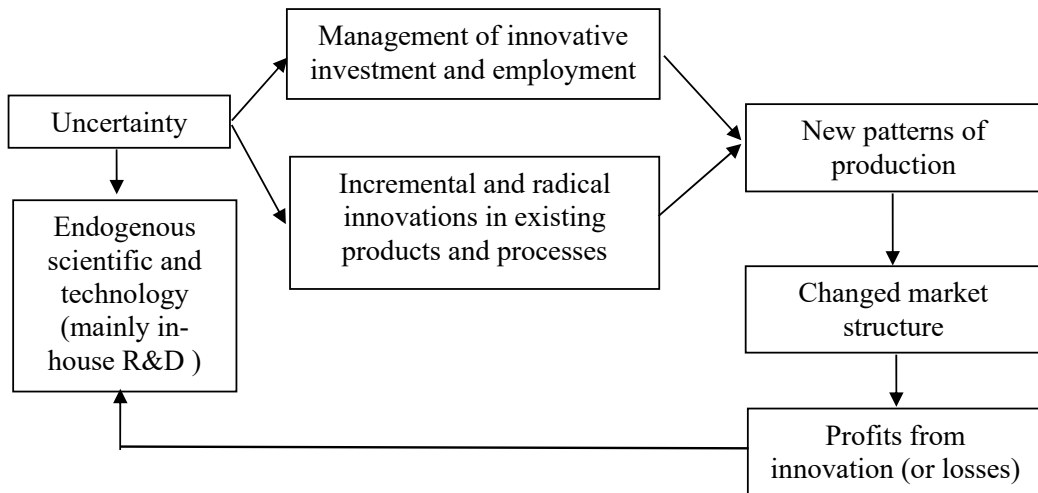 Management of innovative
investment and employment
Uncertainty
New patterns of
production
Incremental and radical
innovations in existing
products and processes
Endogenous
scientific and
technology
(mainly in-
house R&D )
Changed market
structure
Profits from
innovation (or losses)